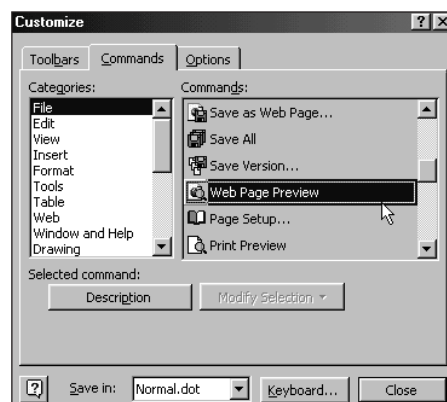 Customize
Toolbars Commands Options
Categories: Commands:
File
Edit
View
Insert
Format
Tools
Table
Web
Window and Help
Drawing
Save as Web Page...
Save All
Save Version...
Web Page Preview
Page Setup...
Print Preview
Selected command:
Description Modify Selection
Save in: Normal.dot Keyboard... Close